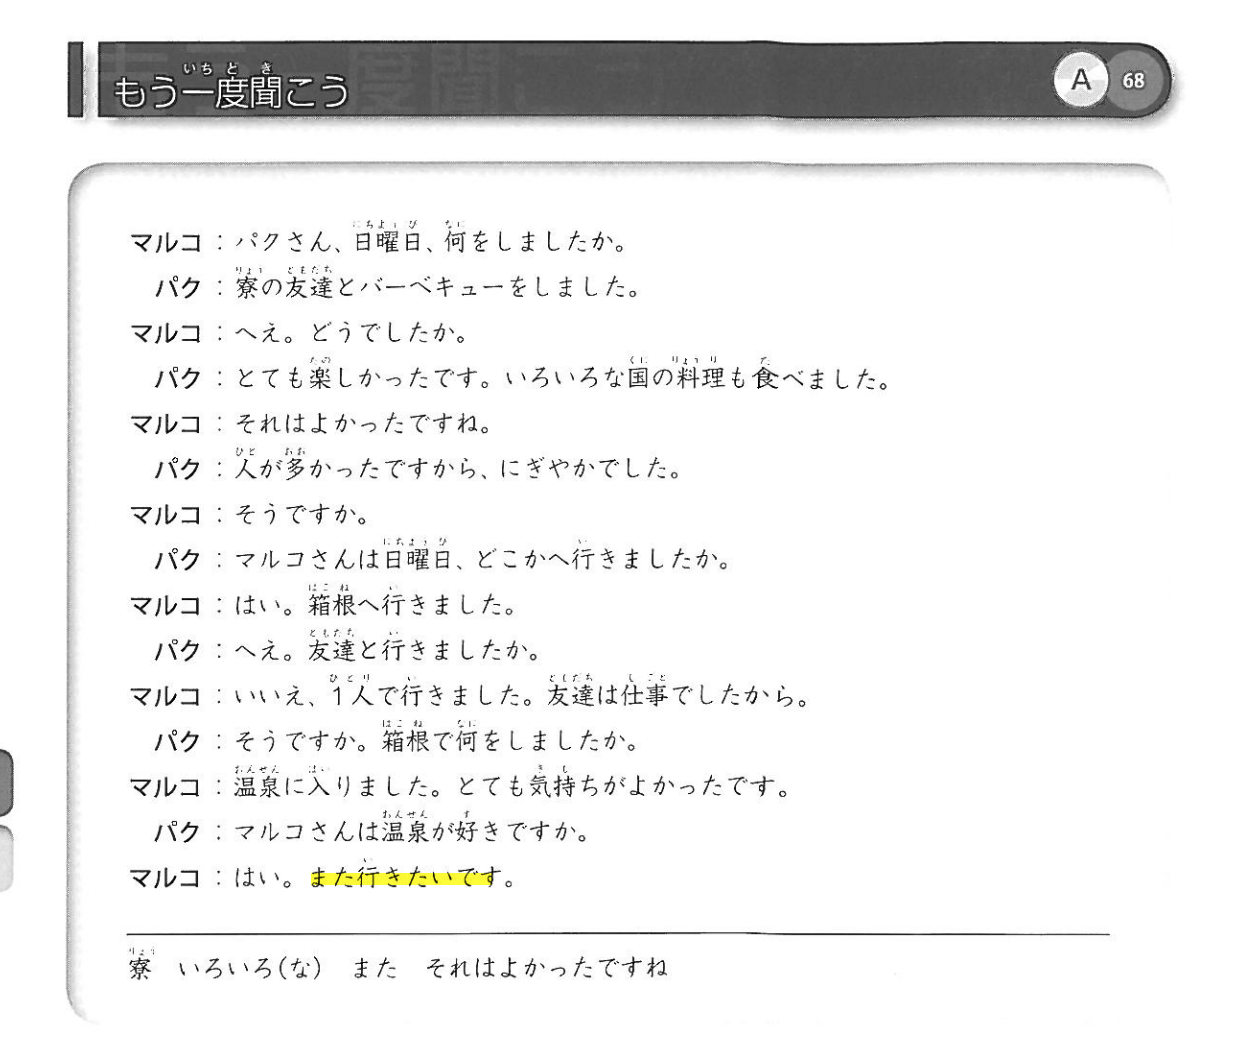 もう一度聞こう
A 68
マルコ：パクさん、日曜日、何をしましたか。
パク：寮の友達とバーベキューをしました。
マルコ：へえ。どうでしたか。
パク：とても楽しかったです。いろいろな国の料理も食べました。
マルコ：それはよかったですね。
パク：人が多かったですから、にぎやかでした。
マルコ：そうですか。
パク：マルコさんは日曜日、どこかへ行きましたか。
マルコ：はい。箱根へ行きました。
パク：へえ。友達と行きましたか。
マルコ：いいえ、1人で行きました。友達は仕事でしたから。
パク：そうですか。箱根で何をしましたか。
マルコ：温泉に入りました。とても気持ちがよかったです。
パク：マルコさんは温泉が好きですか。
マルコ：はい。また行きたいです。
寮　いろいろ(な)　また　それはよかったですね